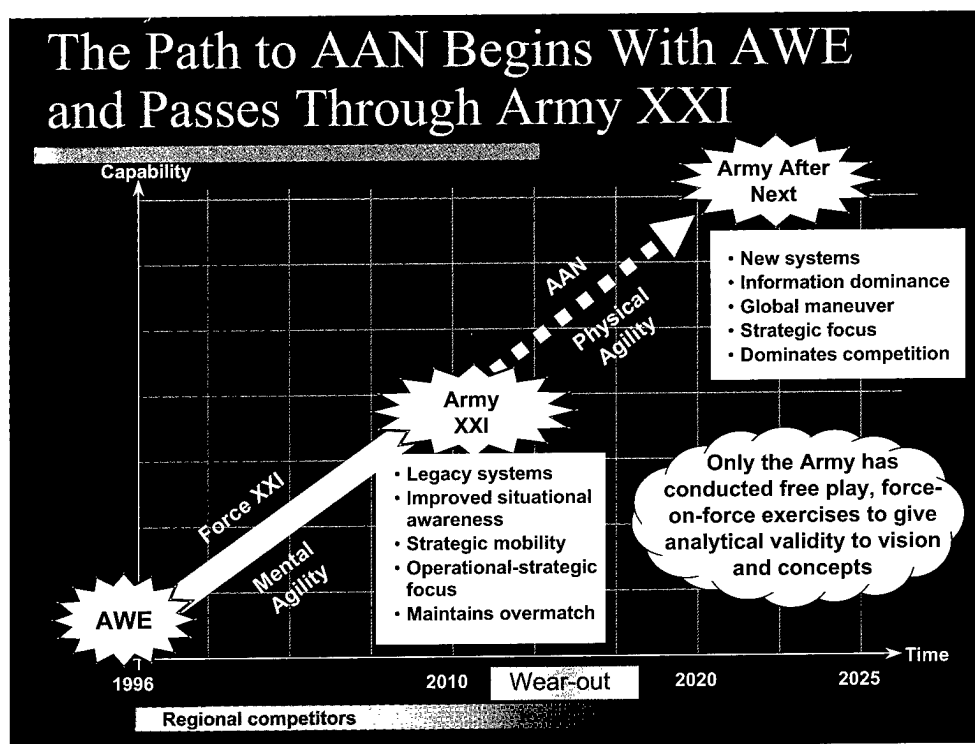 The Path to AAN Begins With AWE
and Passes Through Army XXI
Capability
Army After
Next
• New systems
• Information dominance
• Global maneuver
• Strategic focus
• Dominates competition
AAN
Physical
Agility
Army
XXI
• Legacy systems
• Improved situational
awareness
• Strategic mobility
• Operational-strategic
focus
• Maintains overmatch
Only the Army has
conducted free play, force-
on-force exercises to give
analytical validity to vision
and concepts
Force XXI
Mental
Agility
AWE
Time
1996
2010
Wear-out
2020
2025
Regional competitors